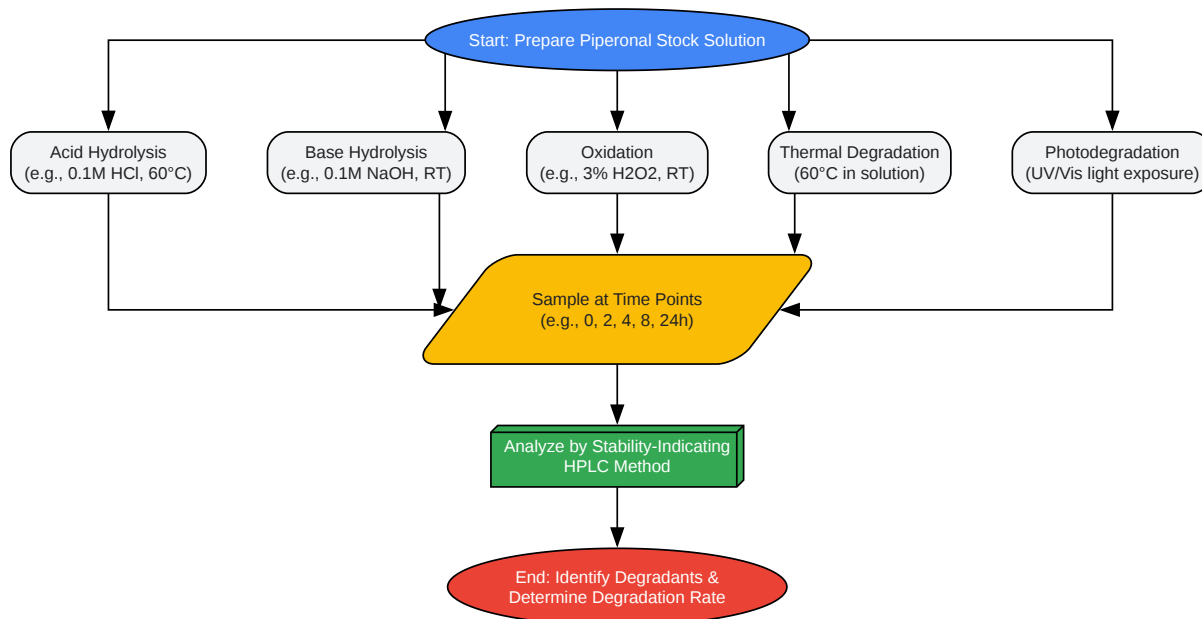 Start: Prepare Piperonal Stock Solution
Acid Hydrolysis
(e.g., 0.1M HCl, 60°C)
Base Hydrolysis
(e.g., 0.1M NaOH, RT)
Oxidation
(e.g., 3% H2O2, RT)
Thermal Degradation
(60°C in solution)
Photodegradation
(UV/Vis light exposure)
Sample at Time Points
(e.g., 0, 2, 4, 8, 24h)
Analyze by Stability-Indicating
HPLC Method
End: Identify Degradants &
Determine Degradation Rate